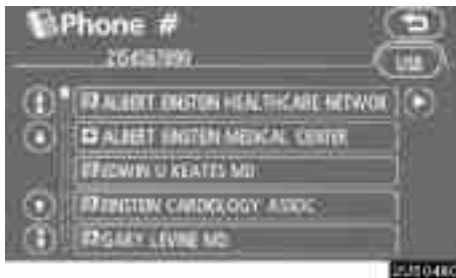 Phone #
2154567899
List
ALBERT EINSTEIN HEALTHCARE NETWOR
ALBERT EINSTEIN MEDICAL CENTER
EDWIN U KEATES MD
EINSTEIN CARDIOLOGY ASSOC
GARY LEVINE MD